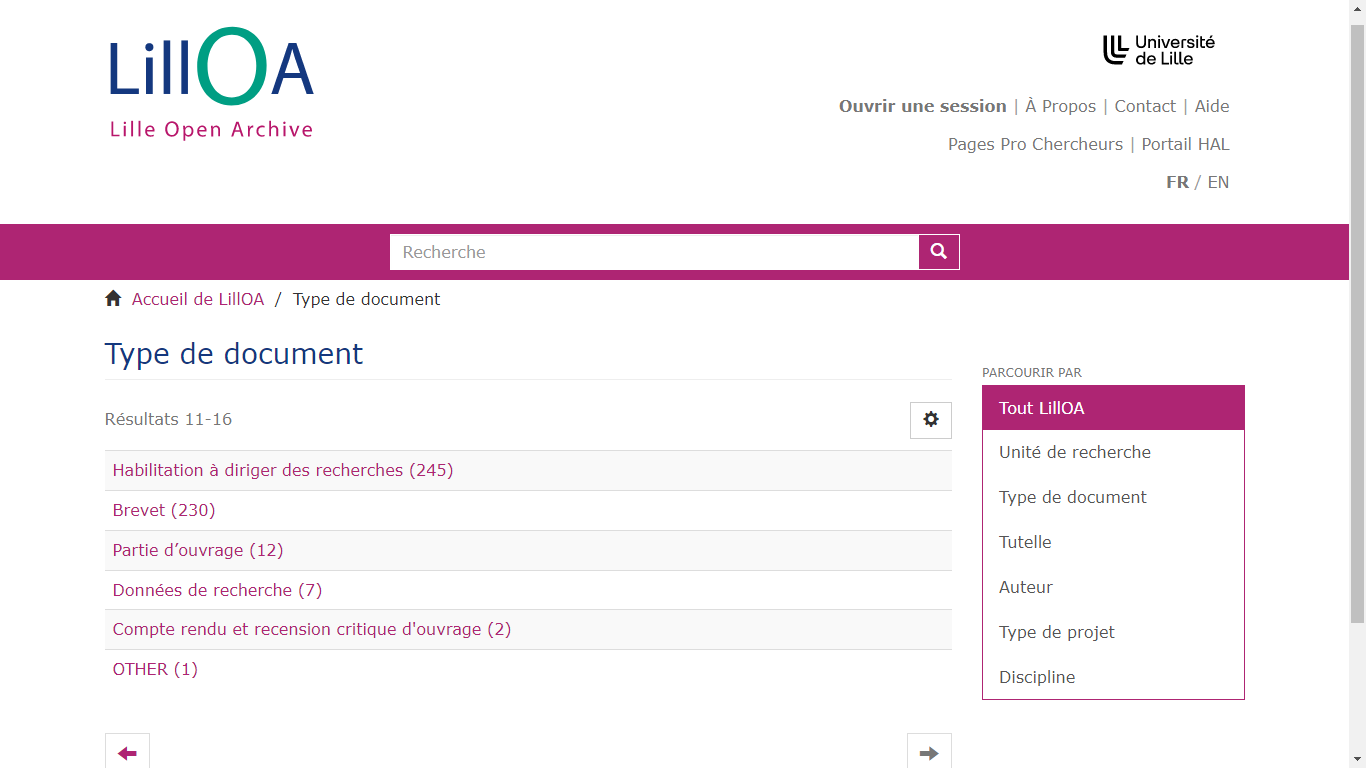 LillOA
Lille Open Archive
Université
de Lille
Ouvrir une session | À Propos | Contact | Aide
Pages Pro Chercheurs | Portail HAL
FR / EN
Recherche
Accueil de LillOA / Type de document
Type de document
Résultats 11-16
Habilitation à diriger des recherches (245)
Brevet (230)
Partie d’ouvrage (12)
Données de recherche (7)
Compte rendu et recension critique d'ouvrage (2)
OTHER (1)
PARCOURIR PAR
Tout LillOA
Unité de recherche
Type de document
Tutelle
Auteur
Type de projet
Discipline